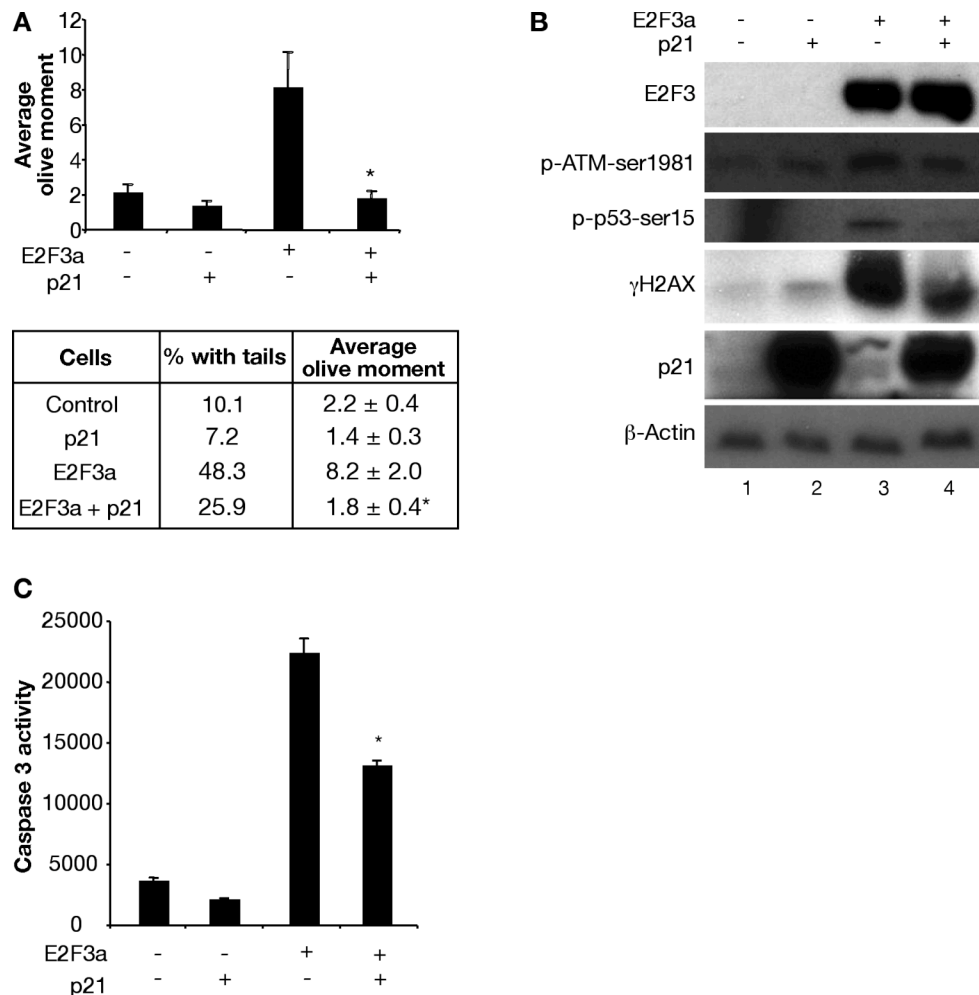 A
Average
olive moment
12
10
8
6
4
2
0
*
E2F3a - - + +
p21 - + - +
Cells % with tails Average olive moment
Control 10.1 2.2 ± 0.4
p21 7.2 1.4 ± 0.3
E2F3a 48.3 8.2 ± 2.0
E2F3a + p21 25.9 1.8 ± 0.4*
B
E2F3a - - + +
p21 - + - +
E2F3
p-ATM-ser1981
p-p53-ser15
γH2AX
p21
β-Actin
1 2 3 4
C
Caspase 3 activity
25000
20000
15000
10000
5000
0
*
E2F3a - - + +
p21 - + - +